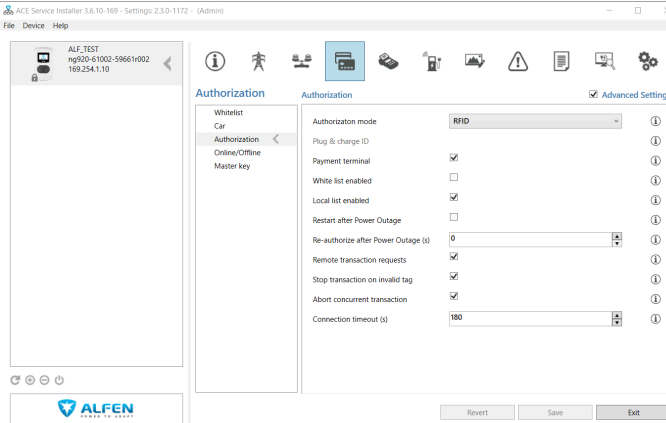 ACE Service Installer 3.6.10-169 - Settings: 2.3.0-1172 - (Admin)
File Device Help
ALF_TEST
ng920-61002-59661r002
169.254.1.10
Authorization
Whitelist
Car
Authorization
Online/Offline
Master key
Authorization
Advanced Setting
Authorizaton mode RFID
Plug & charge ID
Payment terminal
White list enabled
Local list enabled
Restart after Power Outage
Re-authorize after Power Outage (s) 0
Remote transaction requests
Stop transaction on invalid tag
Abort concurrent transaction
Connection timeout (s) 180
ALFEN
POWER TO ADAPT
Revert Save Exit